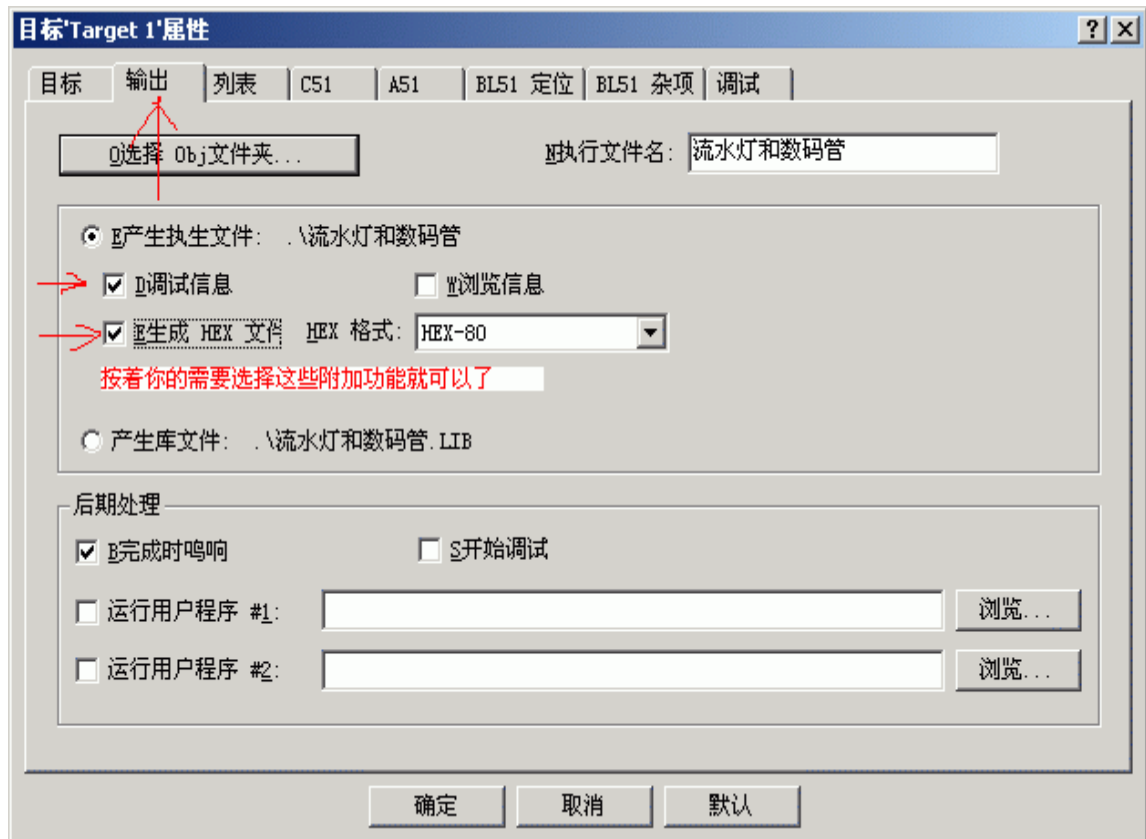 目标'Target 1'属性
目标 输出 列表 C51 A51 BL51 定位 BL51 杂项 调试
O选择 Obj文件夹... N执行文件名: 流水灯和数码管
E产生执生文件: .\流水灯和数码管
D调试信息 W浏览信息
E生成 HEX 文件 HEX 格式: HEX-80
按着你的需要选择这些附加功能就可以了
产生库文件: .\流水灯和数码管.LIB
后期处理
B完成时鸣响 S开始调试
运行用户程序 #1: 浏览...
运行用户程序 #2: 浏览...
确定 取消 默认